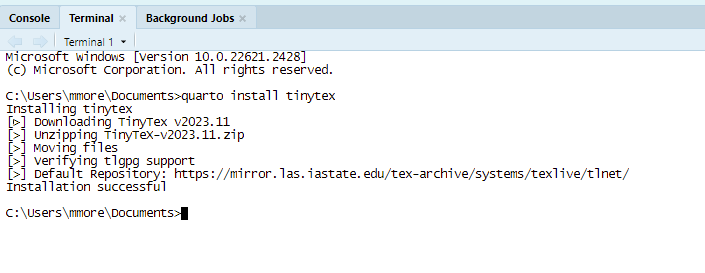 Console Terminal × Background Jobs ×
Terminal 1
Microsoft Windows [Version 10.0.22621.2428]
(c) Microsoft Corporation. All rights reserved.
C:\Users\mmore\Documents>quarto install tinytex
Installing tinytex
[>] Downloading TinyTex v2023.11
[>] Unzipping TinyTeX-v2023.11.zip
[>] Moving files
[>] Verifying tlgpg support
[>] Default Repository: https://mirror.las.iastate.edu/tex-archive/systems/texlive/tlnet/
Installation successful
C:\Users\mmore\Documents>